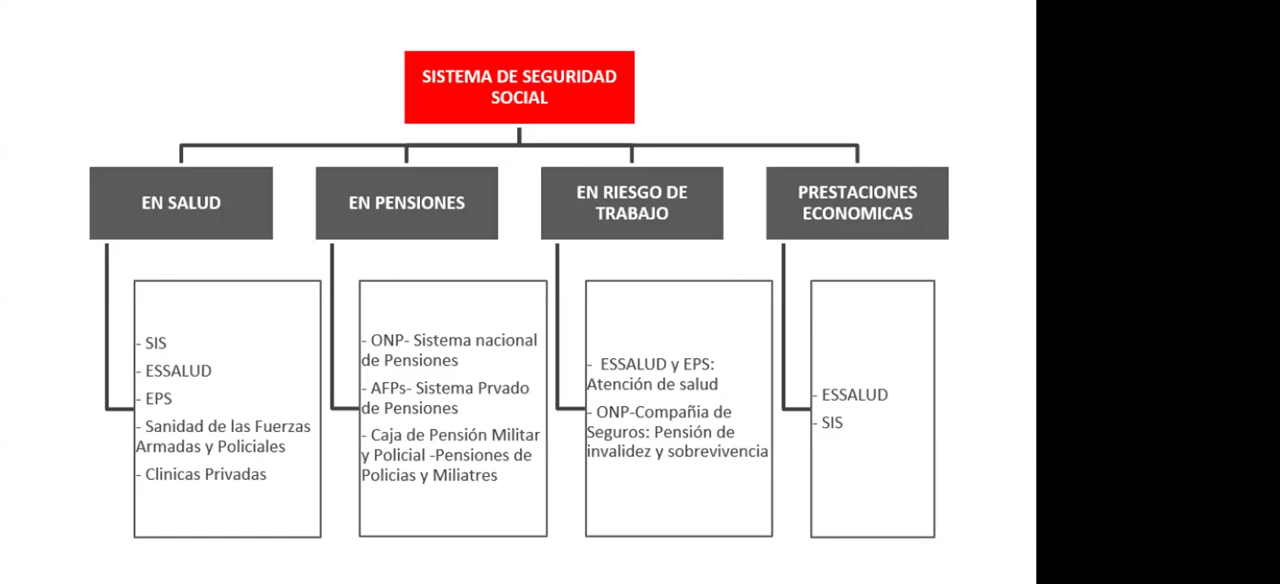 SISTEMA DE SEGURIDAD
SOCIAL
EN SALUD
- SIS
- ESSALUD
- EPS
- Sanidad de las Fuerzas
Armadas y Policiales
- Clinicas Privadas
EN PENSIONES
- ONP- Sistema nacional
de Pensiones
- AFPs- Sistema Prvado
de Pensiones
- Caja de Pensión Militar
y Policial -Pensiones de
Policias y Miliatres
EN RIESGO DE
TRABAJO
- ESSALUD y EPS:
Atención de salud
- ONP-Compañia de
Seguros: Pensión de
invalidez y sobrevivencia
PRESTACIONES
ECONOMICAS
- ESSALUD
- SIS